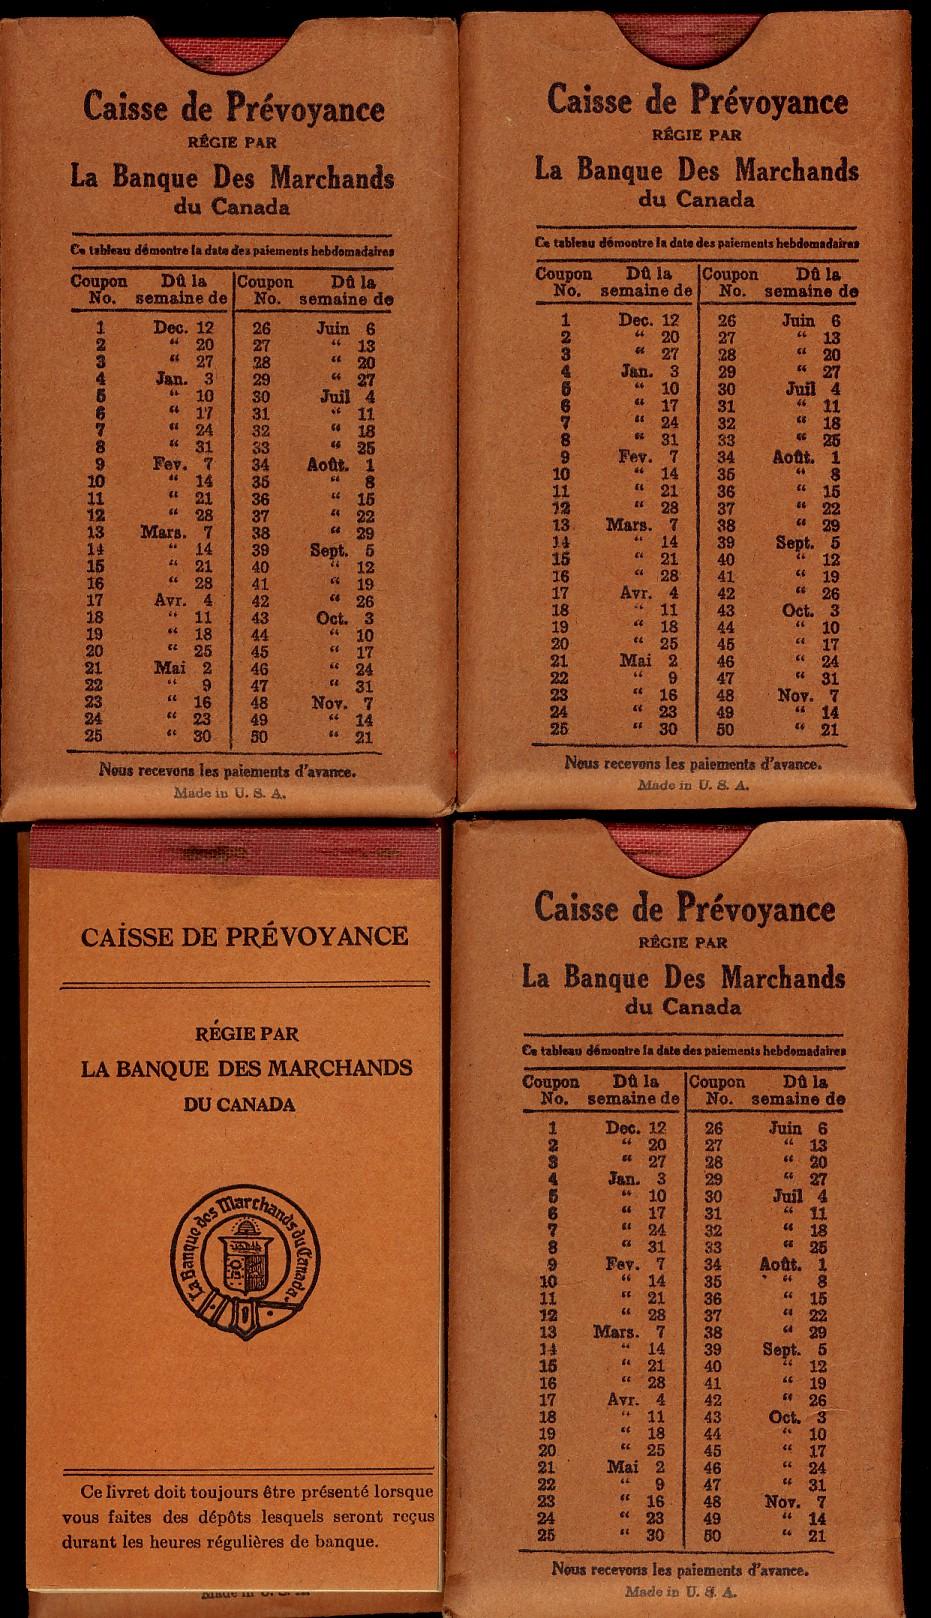 Caisse de Prévoyance
RÉGIE PAR
La Banque Des Marchands
du Canada
Ce tableau démontre la date des paiements hebdomadaires
Coupon Dû la Coupon Dû la
No. semaine de No. semaine de
1 Dec. 12 26 Juin 6
2 “ 20 27 “ 13
3 “ 27 28 “ 20
4 Jan. 3 29 “ 27
5 “ 10 30 Juil 4
6 “ 17 31 “ 11
7 “ 24 32 “ 18
8 “ 31 33 “ 25
9 Fev. 7 34 Août. 1
10 “ 14 35 “ 8
11 “ 21 36 “ 15
12 “ 28 37 “ 22
13 Mars. 7 38 “ 29
14 “ 14 39 Sept. 5
15 “ 21 40 “ 12
16 “ 28 41 “ 19
17 Avr. 4 42 “ 26
18 “ 11 43 Oct. 3
19 “ 18 44 “ 10
20 “ 25 45 “ 17
21 Mai 2 46 “ 24
22 “ 9 47 “ 31
23 “ 16 48 Nov. 7
24 “ 23 49 “ 14
25 “ 30 50 “ 21
Nous recevons les paiements d'avance.
Made in U. S. A.
Caisse de Prévoyance
RÉGIE PAR
La Banque Des Marchands
du Canada
Ce tableau démontre la date des paiements hebdomadaires
Coupon Dû la Coupon Dû la
No. semaine de No. semaine de
1 Dec. 12 26 Juin 6
2 “ 20 27 “ 13
3 “ 27 28 “ 20
4 Jan. 3 29 “ 27
5 “ 10 30 Juil 4
6 “ 17 31 “ 11
7 “ 24 32 “ 18
8 “ 31 33 “ 25
9 Fev. 7 34 Août. 1
10 “ 14 35 “ 8
11 “ 21 36 “ 15
12 “ 28 37 “ 22
13 Mars. 7 38 “ 29
14 “ 14 39 Sept. 5
15 “ 21 40 “ 12
16 “ 28 41 “ 19
17 Avr. 4 42 “ 26
18 “ 11 43 Oct. 3
19 “ 18 44 “ 10
20 “ 25 45 “ 17
21 Mai 2 46 “ 24
22 “ 9 47 “ 31
23 “ 16 48 Nov. 7
24 “ 23 49 “ 14
25 “ 30 50 “ 21
Nous recevons les paiements d'avance.
Made in U. S. A.
CAISSE DE PRÉVOYANCE
RÉGIE PAR
LA BANQUE DES MARCHANDS
DU CANADA
La Banque des Marchands du Canada.
Ce livret doit toujours être présenté lorsque
vous faites des dépôts lesquels seront reçus
durant les heures régulières de banque.
Made in U. S. A.
Caisse de Prévoyance
RÉGIE PAR
La Banque Des Marchands
du Canada
Ce tableau démontre la date des paiements hebdomadaires
Coupon Dû la Coupon Dû la
No. semaine de No. semaine de
1 Dec. 12 26 Juin 6
2 “ 20 27 “ 13
3 “ 27 28 “ 20
4 Jan. 3 29 “ 27
5 “ 10 30 Juil 4
6 “ 17 31 “ 11
7 “ 24 32 “ 18
8 “ 31 33 “ 25
9 Fev. 7 34 Août. 1
10 “ 14 35 “ 8
11 “ 21 36 “ 15
12 “ 28 37 “ 22
13 Mars. 7 38 “ 29
14 “ 14 39 Sept. 5
15 “ 21 40 “ 12
16 “ 28 41 “ 19
17 Avr. 4 42 “ 26
18 “ 11 43 Oct. 3
19 “ 18 44 “ 10
20 “ 25 45 “ 17
21 Mai 2 46 “ 24
22 “ 9 47 “ 31
23 “ 16 48 Nov. 7
24 “ 23 49 “ 14
25 “ 30 50 “ 21
Nous recevons les paiements d'avance.
Made in U. S. A.